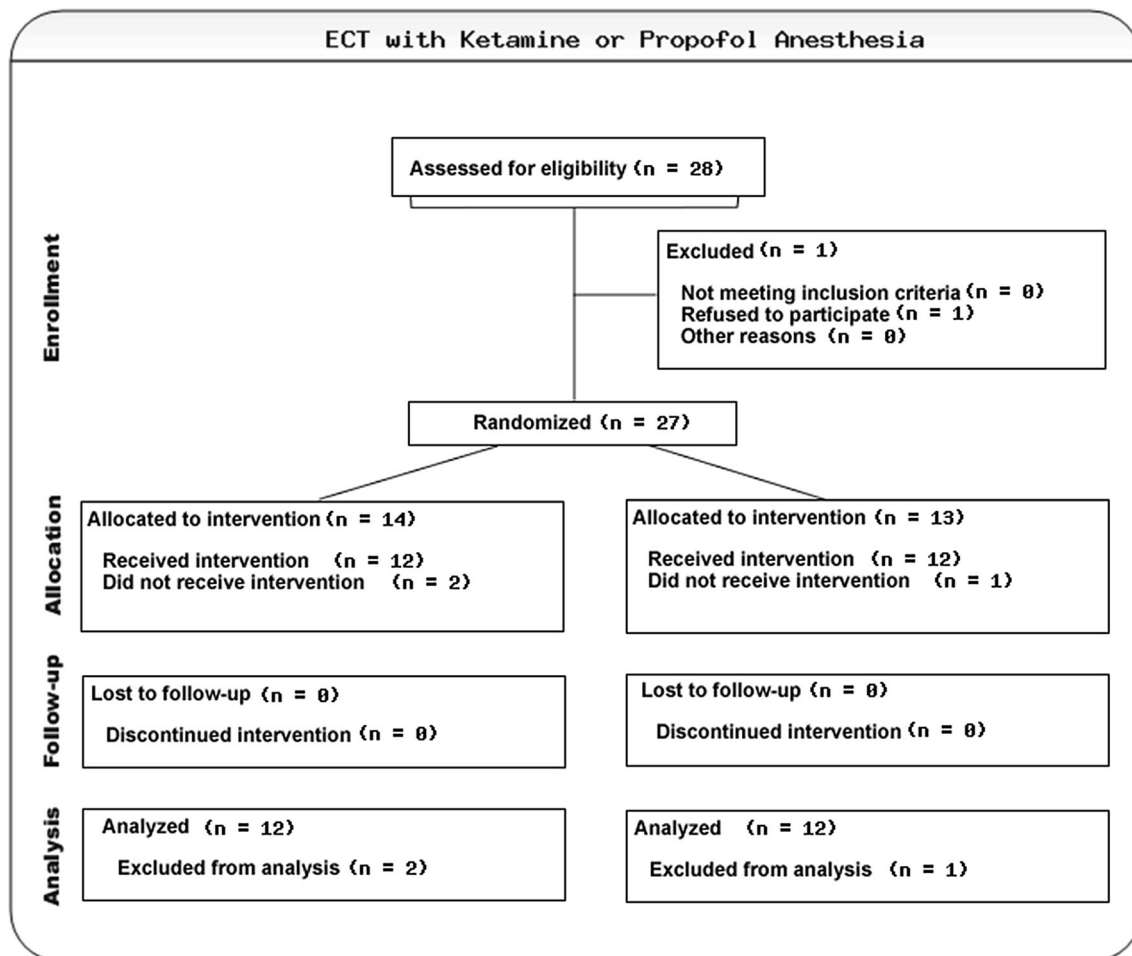 ECT with Ketamine or Propofol Anesthesia
Enrollment
Assessed for eligibility (n = 28)
Excluded (n = 1)
Not meeting inclusion criteria (n = 0)
Refused to participate (n = 1)
Other reasons (n = 0)
Randomized (n = 27)
Allocation
Allocated to intervention (n = 14)
Received intervention (n = 12)
Did not receive intervention (n = 2)
Allocated to intervention (n = 13)
Received intervention (n = 12)
Did not receive intervention (n = 1)
Follow-up
Lost to follow-up (n = 0)
Discontinued intervention (n = 0)
Lost to follow-up (n = 0)
Discontinued intervention (n = 0)
Analysis
Analyzed (n = 12)
Excluded from analysis (n = 2)
Analyzed (n = 12)
Excluded from analysis (n = 1)